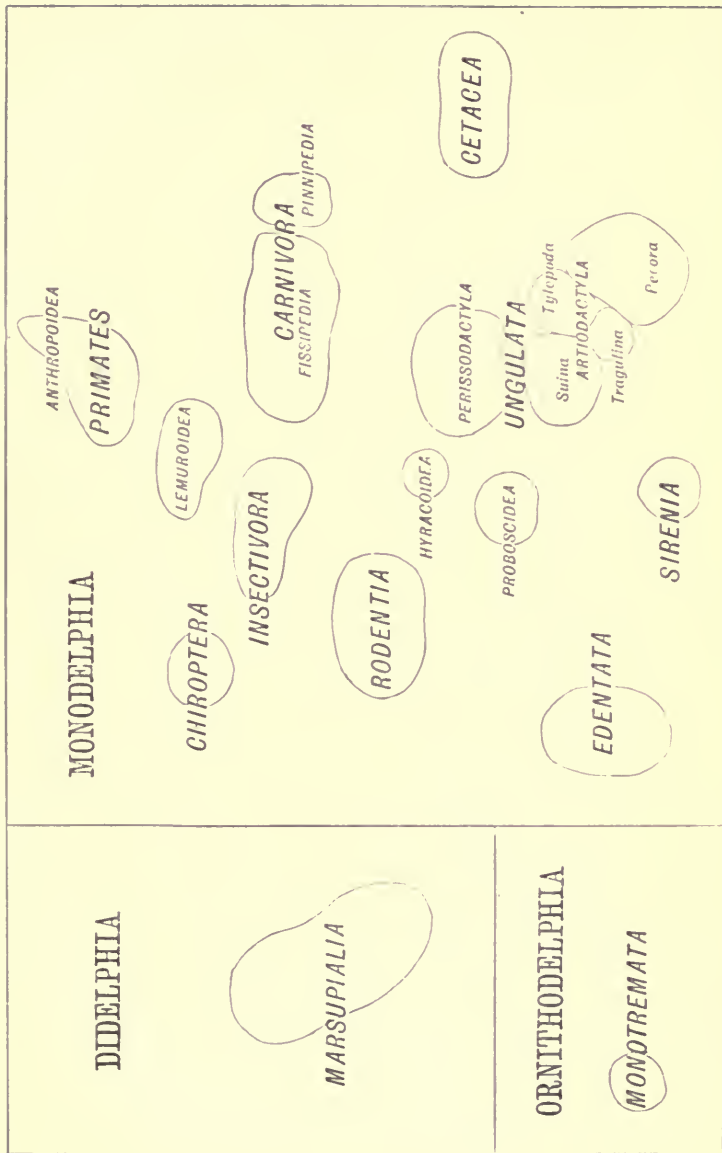 MONODELPHIA
ANTHROPOIDEA
PRIMATES
LEMUROIDEA
CHIROPTERA
INSECTIVORA
CARNIVORA
FISSIPEDIA
PINNIPEDIA
RODENTIA
HYRACOIDEA
PROBOSCIDEA
PERISSODACTYLA
UNGULATA
Suina
Tylopoda
ARTIODACTYLA
Tragulina
Pecora
CETACEA
SIRENIA
EDENTATA
DIDELPHIA
MARSUPIALIA
ORNITHODELPHIA
MONOTREMATA